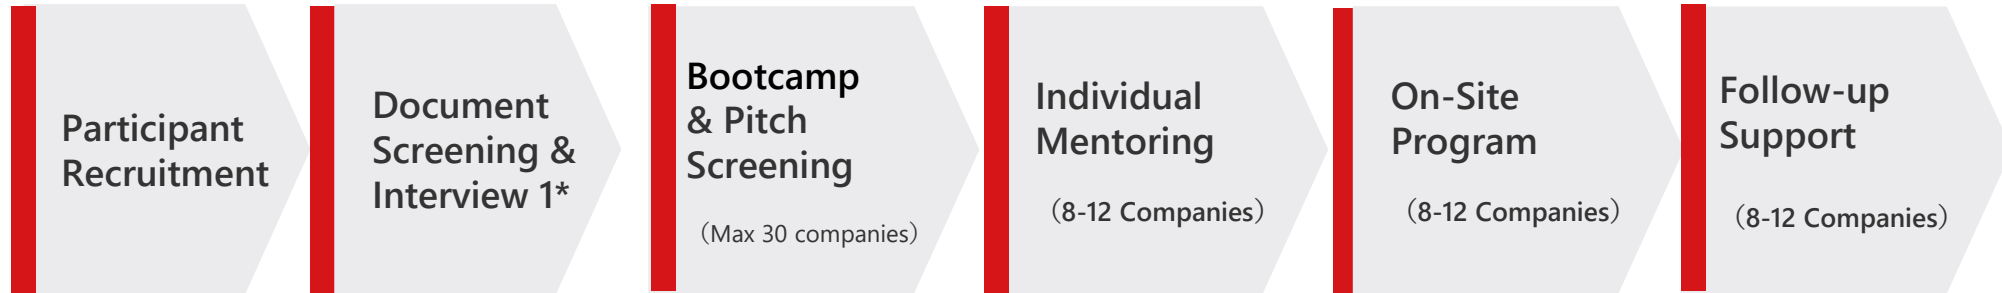 Participant
Recruitment
Document
Screening &
Interview 1*
Bootcamp
& Pitch
Screening
（Max 30 companies）
Individual
Mentoring
（8-12 Companies）
On-Site
Program
（8-12 Companies）
Follow-up
Support
（8-12 Companies）